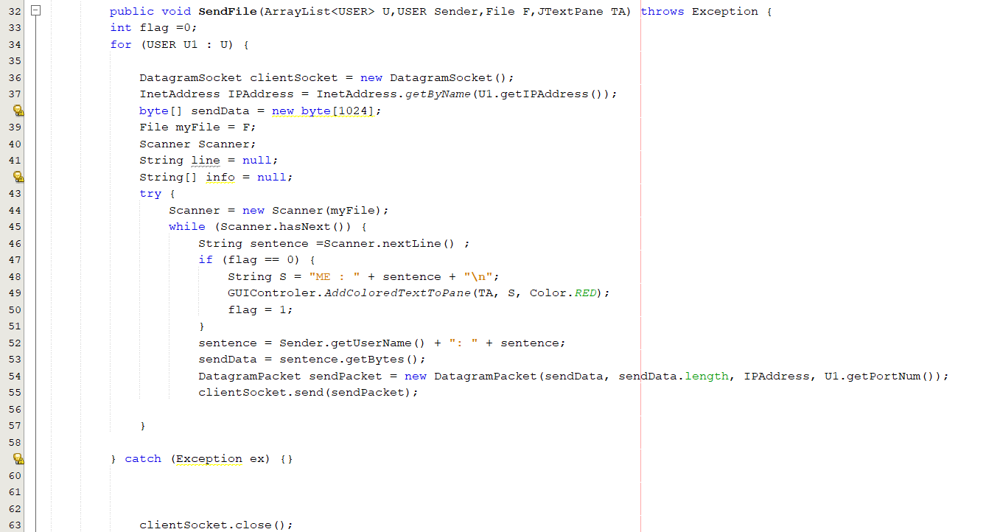 32 public void SendFile(ArrayList<USER> U,USER Sender,File F,JTextPane TA) throws Exception {
33 int flag =0;
34 for (USER U1 : U) {
35
36 DatagramSocket clientSocket = new DatagramSocket();
37 InetAddress IPAddress = InetAddress.getByName(U1.getIPAddress());
byte[] sendData = new byte[1024];
39 File myFile = F;
40 Scanner Scanner;
41 String line = null;
String[] info = null;
43 try {
44 Scanner = new Scanner(myFile);
45 while (Scanner.hasNext()) {
46 String sentence =Scanner.nextLine() ;
47 if (flag == 0) {
48 String S = "ME : " + sentence + "\n";
49 GUIControler.AddColoredTextToPane(TA, S, Color.RED);
50 flag = 1;
51 }
52 sentence = Sender.getUserName() + ": " + sentence;
53 sendData = sentence.getBytes();
54 DatagramPacket sendPacket = new DatagramPacket(sendData, sendData.length, IPAddress, U1.getPortNum());
55 clientSocket.send(sendPacket);
56
57 }
58
} catch (Exception ex) {}
60
61
62
63 clientSocket.close();